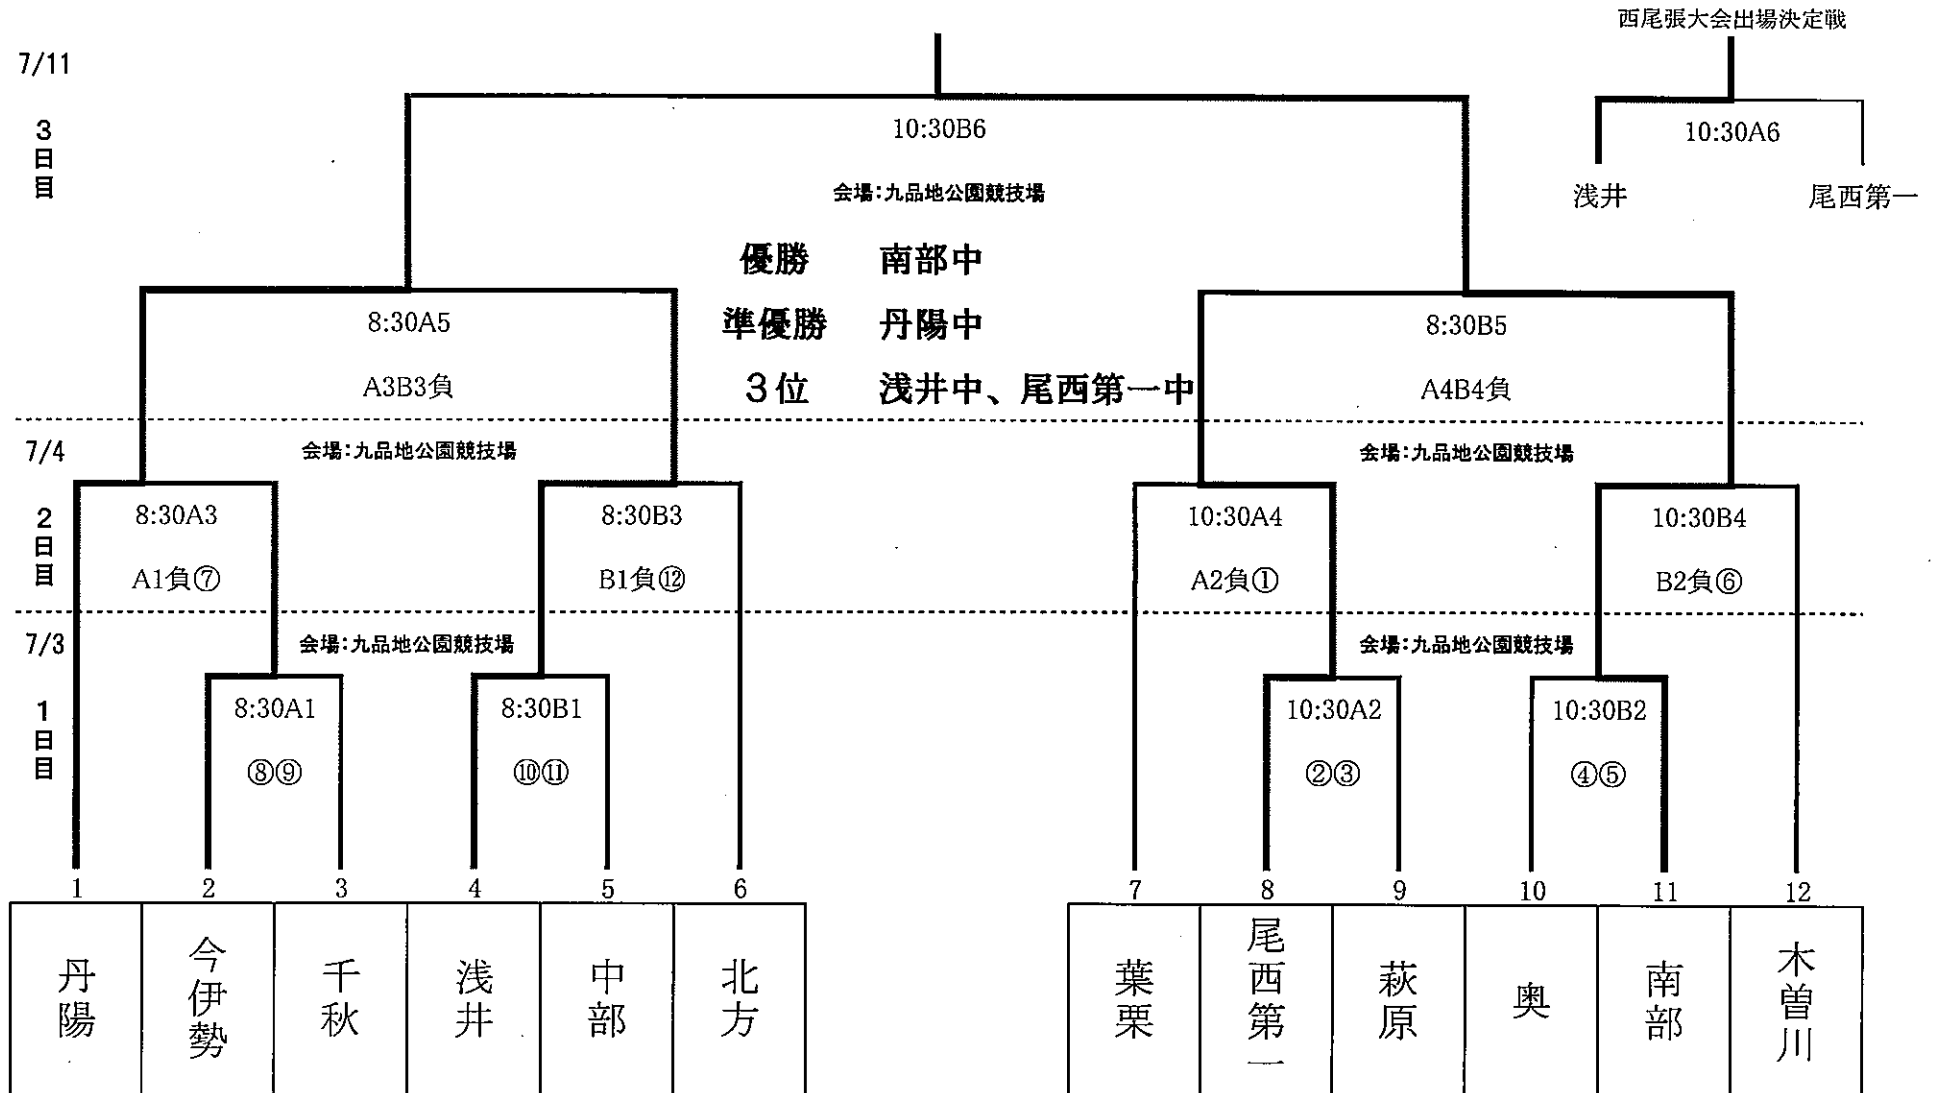 西尾張大会出場決定戦
7/11
3日目
10:30B6
10:30A6
会場:九品地公園競技場
浅井
尾西第一
優勝 南部中
8:30A5
準優勝 丹陽中
8:30B5
A3B3負
3位 浅井中、尾西第一中
A4B4負
7/4
会場:九品地公園競技場
会場:九品地公園競技場
2日目
8:30A3
8:30B3
10:30A4
10:30B4
A1負⑦
B1負⑫
A2負①
B2負⑥
7/3
会場:九品地公園競技場
会場:九品地公園競技場
1日目
8:30A1
8:30B1
10:30A2
10:30B2
⑧⑨
⑩⑪
②③
④⑤
1 2 3 4 5 6 7 8 9 10 11 12
丹陽
今伊勢
千秋
浅井
中部
北方
葉栗
尾西第一
萩原
奥
南部
木曽川